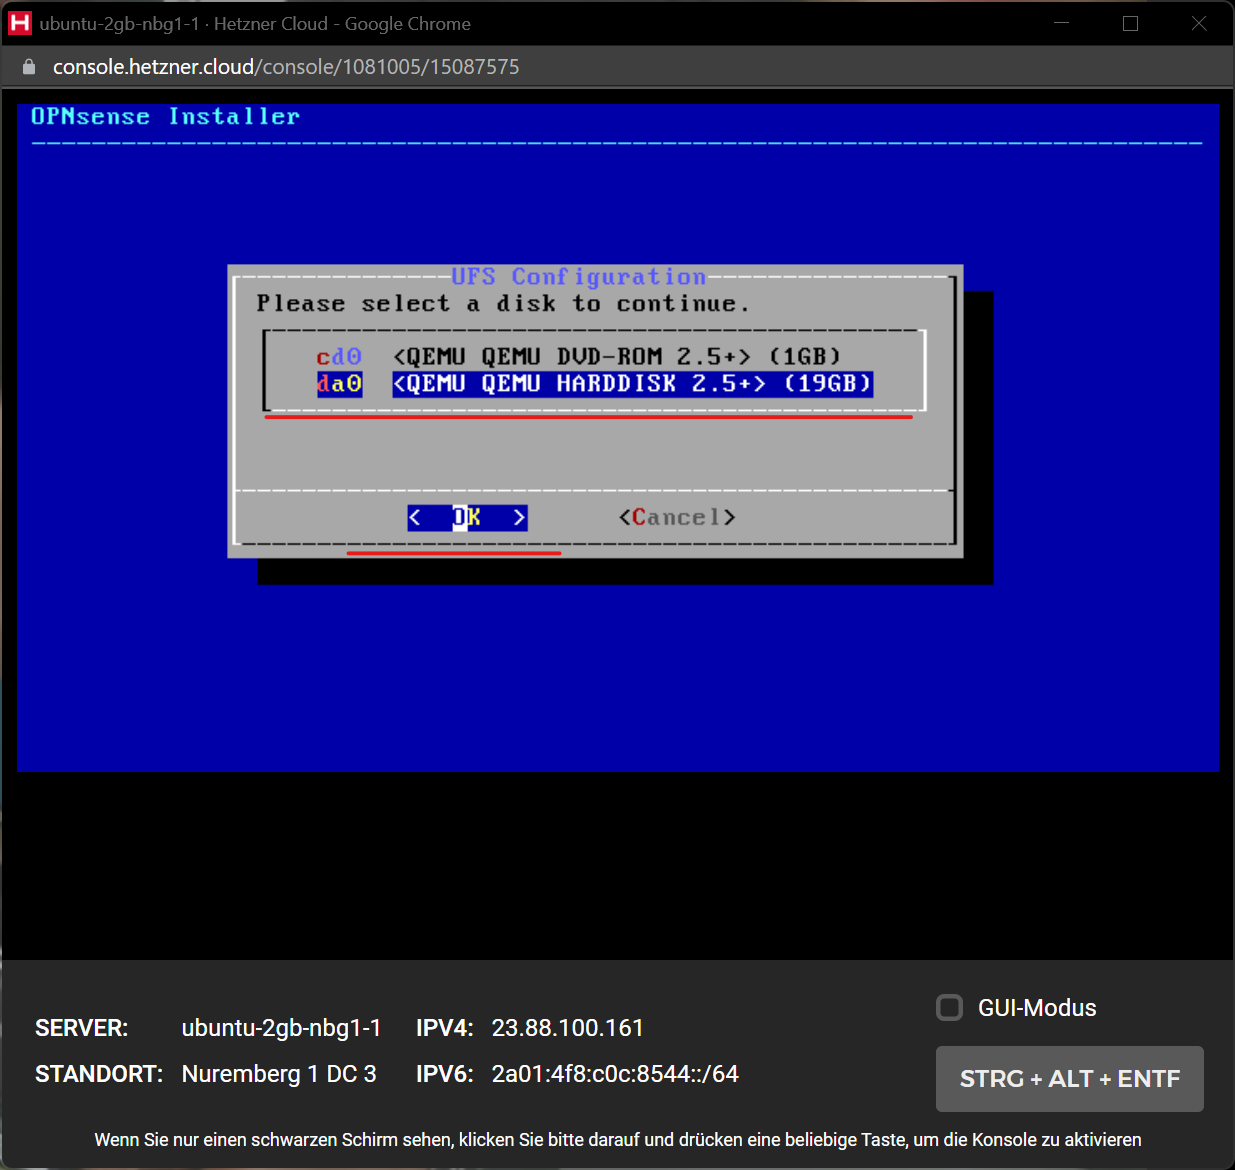 H ubuntu-2gb-nbg1-1 · Hetzner Cloud - Google Chrome
console.hetzner.cloud/console/1081005/15087575
OPNsense Installer
UFS Configuration
Please select a disk to continue.
cd0 <QEMU QEMU DVD-ROM 2.5+> (1GB)
da0 <QEMU QEMU HARDDISK 2.5+> (19GB)
< OK > <Cancel>
GUI-Modus
SERVER: ubuntu-2gb-nbg1-1 IPV4: 23.88.100.161
STANDORT: Nuremberg 1 DC 3 IPV6: 2a01:4f8:c0c:8544::/64
STRG + ALT + ENTF
Wenn Sie nur einen schwarzen Schirm sehen, klicken Sie bitte darauf und drücken eine beliebige Taste, um die Konsole zu aktivieren